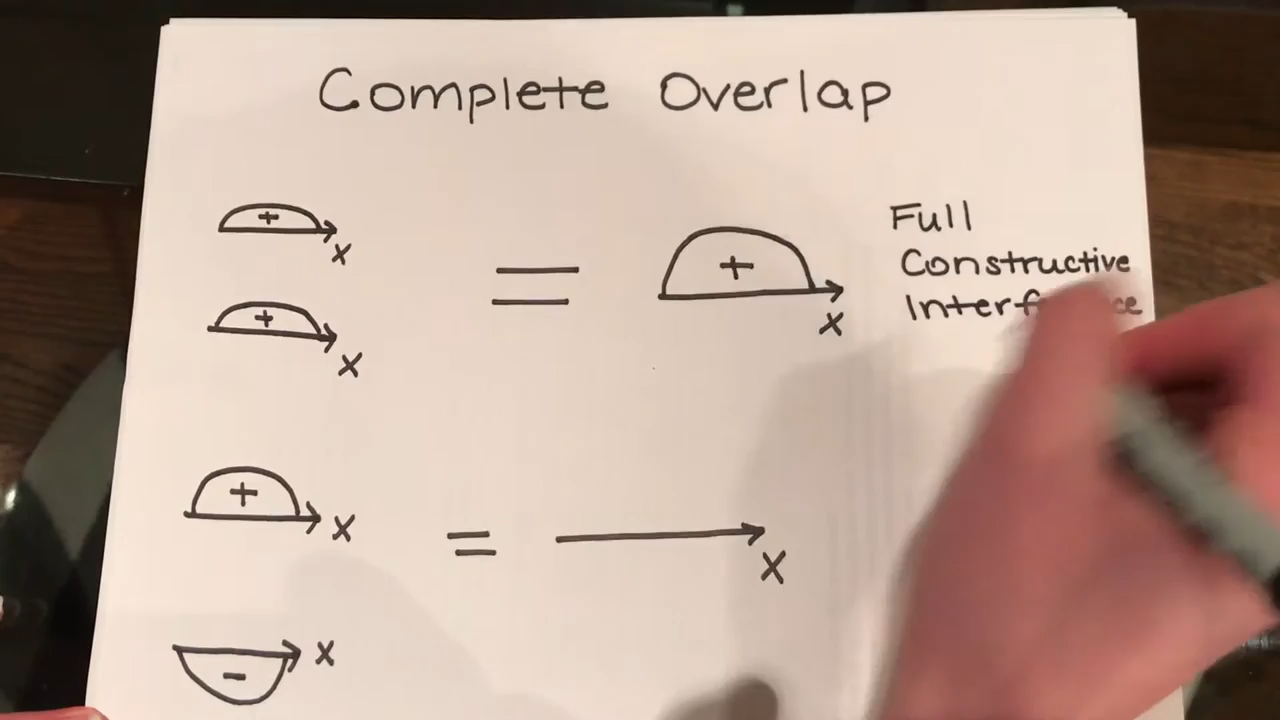 Complete Overlap
+
x
+
x
=
+
x
Full
Constructive
+
x
=
x
-
x